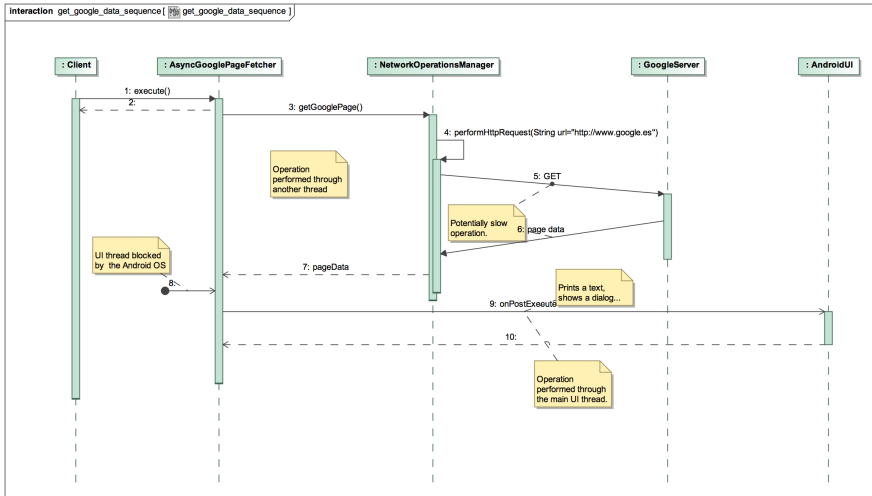 interaction get_google_data_sequence [ get_google_data_sequence ]
: Client
: AsyncGooglePageFetcher
: NetworkOperationsManager
: GoogleServer
: AndroidUI
1: execute()
2:
3: getGooglePage()
4: performHttpRequest(String url="http://www.google.es")
Operation
performed through
another thread
5: GET
Potentially slow
operation.
6: page data
UI thread blocked
by the Android OS
7: pageData
8:
Prints a text,
shows a dialog...
9: onPostExecute
10:
Operation
performed through
the main UI thread.